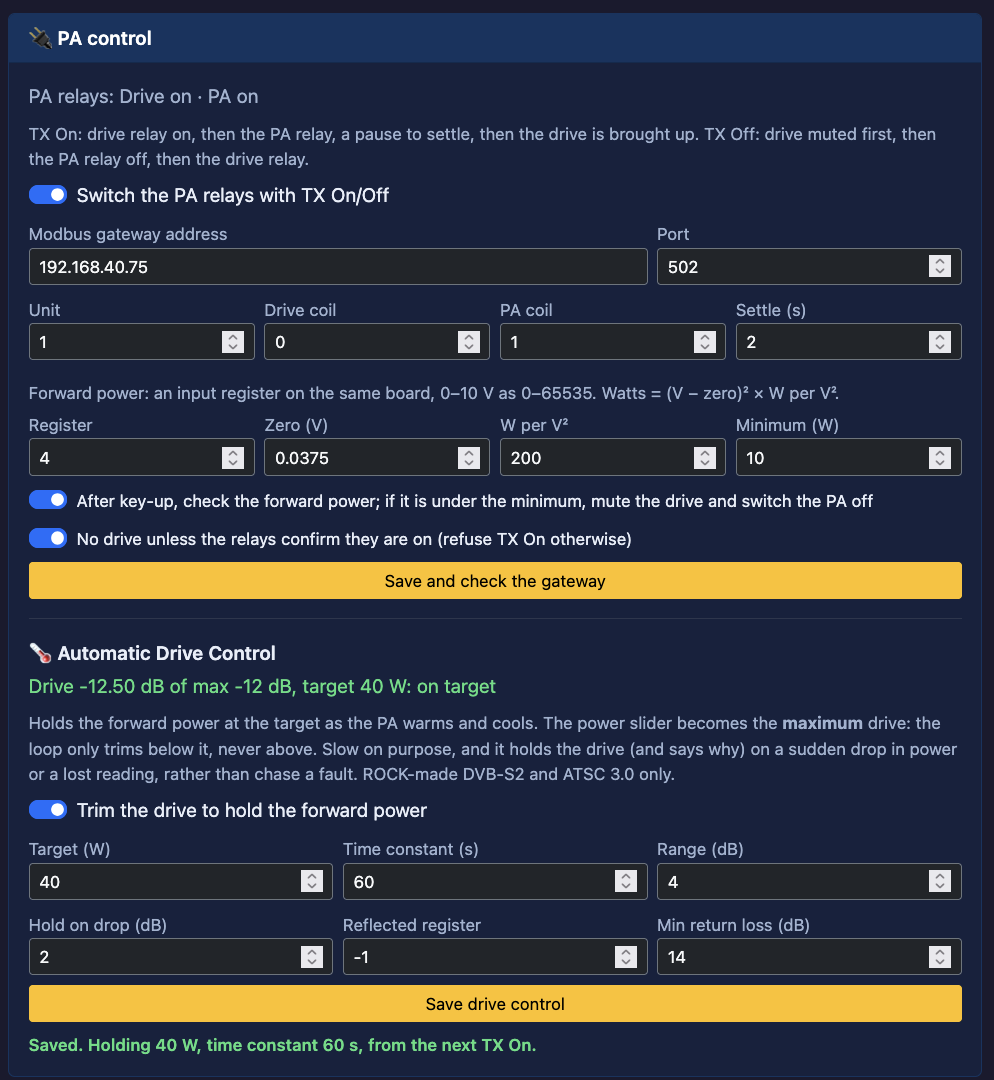 PA control
PA relays: Drive on · PA on
TX On: drive relay on, then the PA relay, a pause to settle, then the drive is brought up. TX Off: drive muted first, then
the PA relay off, then the drive relay.
Switch the PA relays with TX On/Off
Modbus gateway address Port
192.168.40.75 502
Unit Drive coil PA coil Settle (s)
1 0 1 2
Forward power: an input register on the same board, 0–10 V as 0–65535. Watts = (V − zero)² × W per V².
Register Zero (V) W per V² Minimum (W)
4 0.0375 200 10
After key-up, check the forward power; if it is under the minimum, mute the drive and switch the PA off
No drive unless the relays confirm they are on (refuse TX On otherwise)
Save and check the gateway
Automatic Drive Control
Drive -12.50 dB of max -12 dB, target 40 W: on target
Holds the forward power at the target as the PA warms and cools. The power slider becomes the maximum drive: the
loop only trims below it, never above. Slow on purpose, and it holds the drive (and says why) on a sudden drop in power
or a lost reading, rather than chase a fault. ROCK-made DVB-S2 and ATSC 3.0 only.
Trim the drive to hold the forward power
Target (W) Time constant (s) Range (dB)
40 60 4
Hold on drop (dB) Reflected register Min return loss (dB)
2 -1 14
Save drive control
Saved. Holding 40 W, time constant 60 s, from the next TX On.